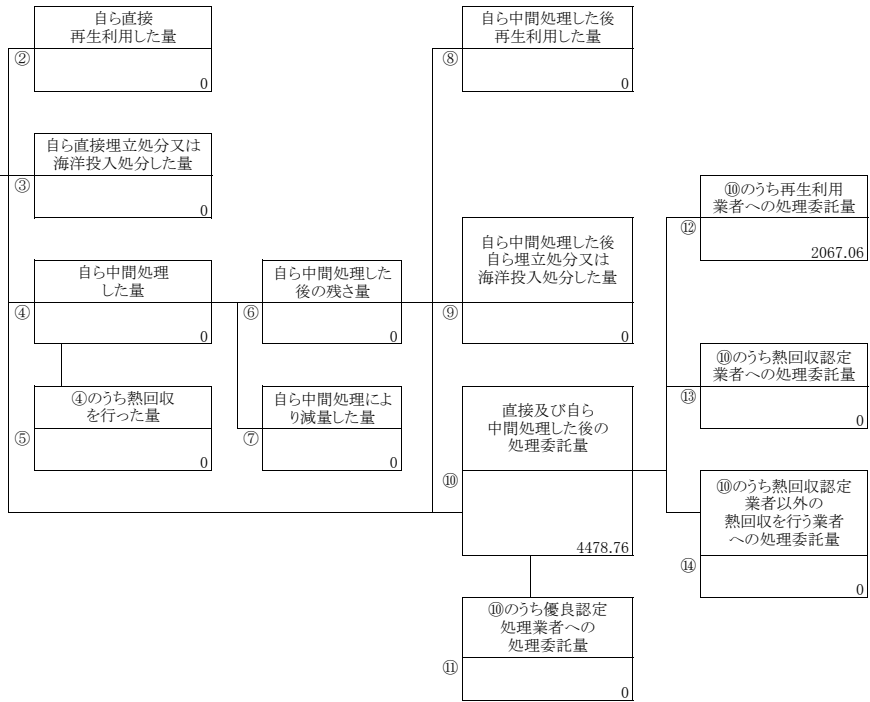 自ら直接
再生利用した量
②
0
自ら中間処理した後
再生利用した量
⑧
0
自ら直接埋立処分又は
海洋投入処分した量
③
0
⑩のうち再生利用
業者への処理委託量
⑫
2067.06
自ら中間処理
した量
④
0
自ら中間処理した
後の残さ量
⑥
0
自ら中間処理した後
自ら埋立処分又は
海洋投入処分した量
⑨
0
⑩のうち熱回収認定
業者への処理委託量
⑬
0
④のうち熱回収
を行った量
⑤
0
自ら中間処理によ
り減量した量
⑦
0
直接及び自ら
中間処理した後の
処理委託量
⑩
4478.76
⑩のうち熱回収認定
業者以外の
熱回収を行う業者
への処理委託量
⑭
0
⑩のうち優良認定
処理業者への
処理委託量
⑪
0